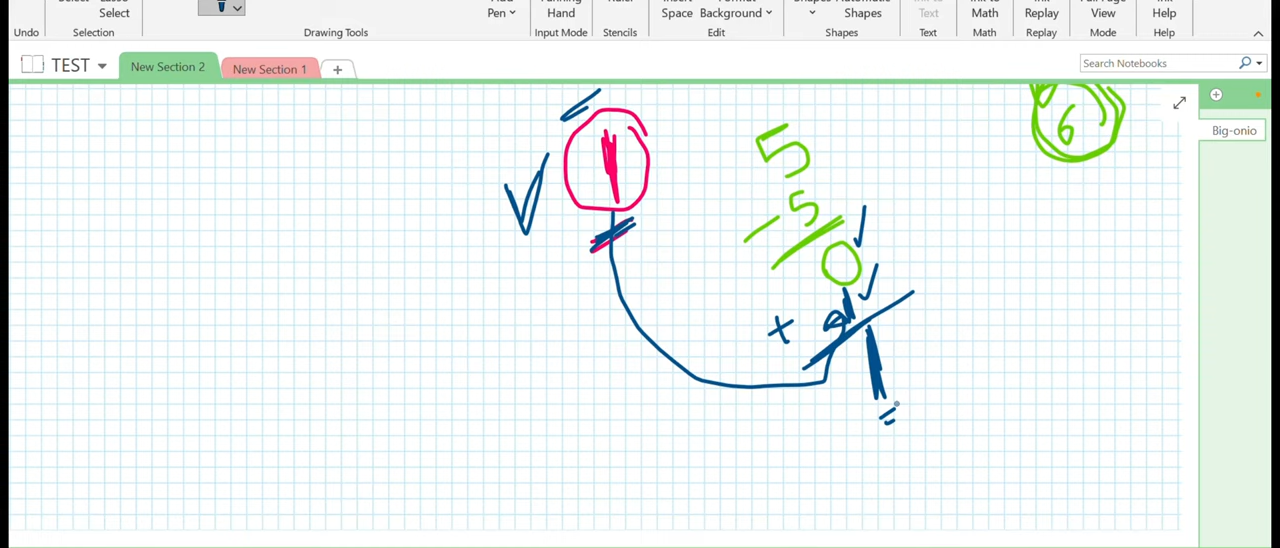 Select
Pen
Hand
Space
Background
Shapes
Text
Math
Replay
View
Help
Undo
Selection
Drawing Tools
Input Mode
Stencils
Edit
Shapes
Text
Math
Replay
Mode
Help
TEST
New Section 2
New Section 1
+
Search Notebooks
Big-onio
1
5
6
- 5
0
+
1
=